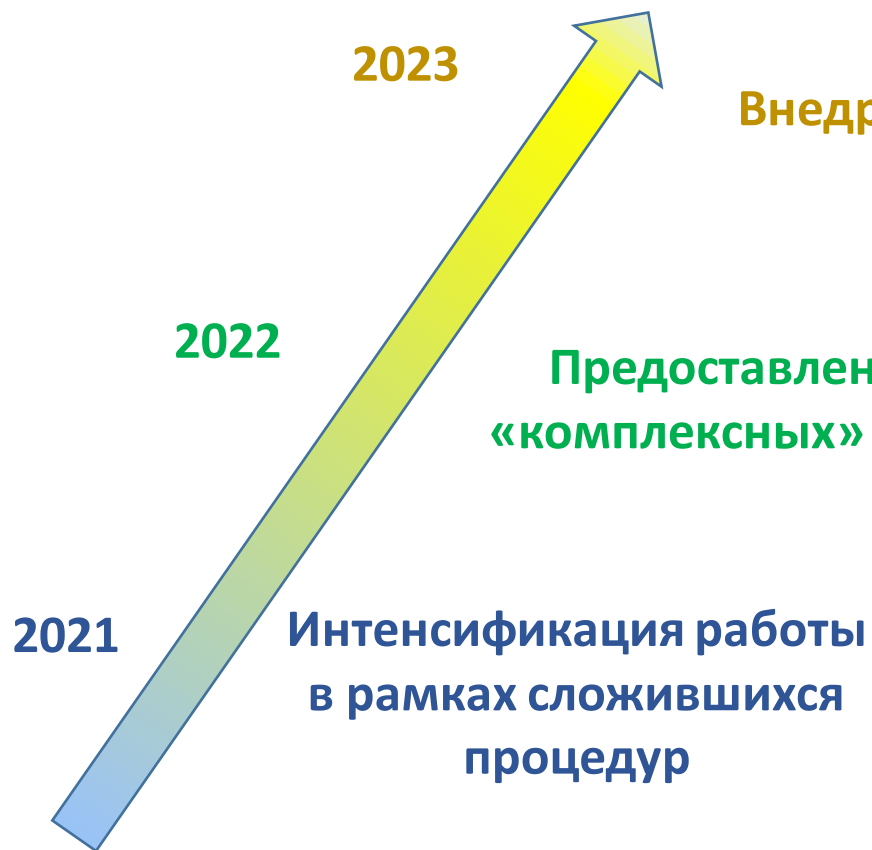 2023
Внедр
2022
Предоставлен
«комплексных»
2021
Интенсификация работы
в рамках сложившихся
процедур